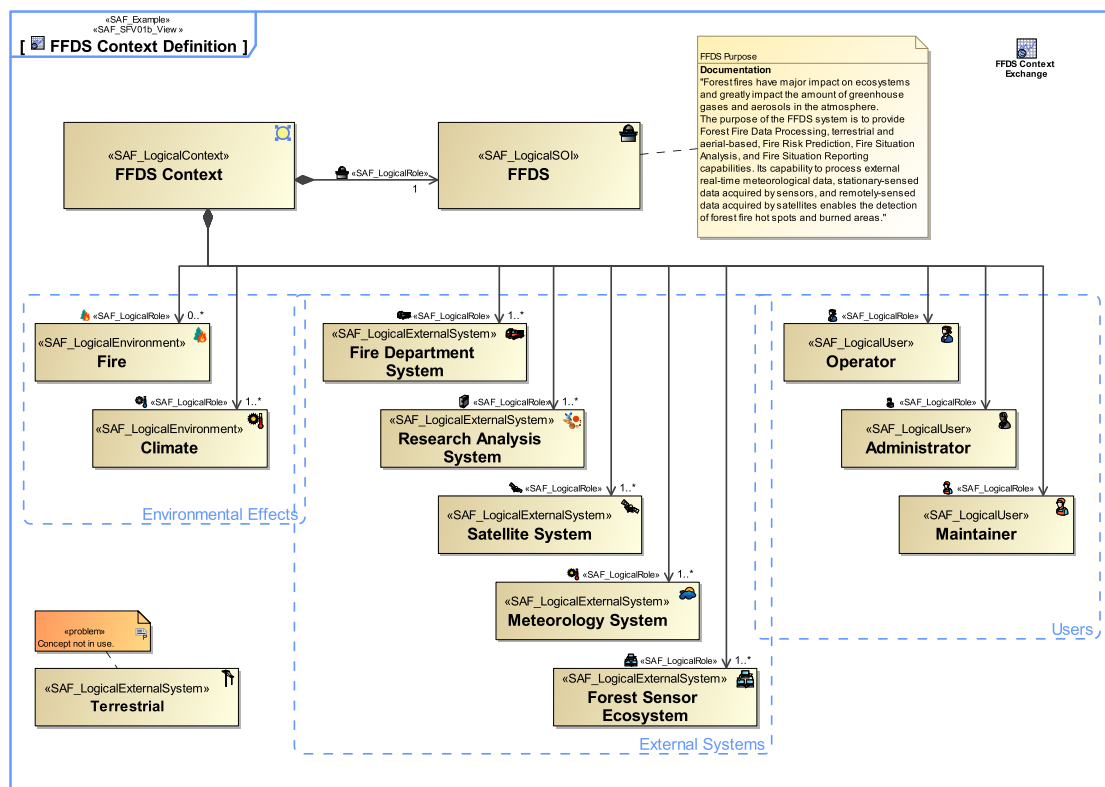 «SAF_Example»
«SAF_SFV01b_View »
[ FFDS Context Definition ]
FFDS Context
Exchange
FFDS Purpose
Documentation
"Forest fires have major impact on ecosystems
and greatly impact the amount of greenhouse
gases and aerosols in the atmosphere.
The purpose of the FFDS system is to provide
Forest Fire Data Processing, terrestrial and
aerial-based, Fire Risk Prediction, Fire Situation
Analysis, and Fire Situation Reporting
capabilities. Its capability to process external
real-time meteorological data, stationary-sensed
data acquired by sensors, and remotely-sensed
data acquired by satellites enables the detection
of forest fire hot spots and burned areas."
«SAF_LogicalContext»
FFDS Context
«SAF_LogicalRole»
1
«SAF_LogicalSOI»
FFDS
«SAF_LogicalRole» 0..*
«SAF_LogicalEnvironment»
Fire
«SAF_LogicalRole» 1..*
«SAF_LogicalEnvironment»
Climate
Environmental Effects
«SAF_LogicalRole» 1..*
«SAF_LogicalExternalSystem»
Fire Department
System
«SAF_LogicalRole» 1..*
«SAF_LogicalExternalSystem»
Research Analysis
System
«SAF_LogicalRole» 1..*
«SAF_LogicalExternalSystem»
Satellite System
«SAF_LogicalRole» 1..*
«SAF_LogicalExternalSystem»
Meteorology System
«SAF_LogicalRole» 1..*
«SAF_LogicalExternalSystem»
Forest Sensor
Ecosystem
External Systems
«SAF_LogicalRole»
«SAF_LogicalUser»
Operator
«SAF_LogicalRole»
«SAF_LogicalUser»
Administrator
«SAF_LogicalRole»
«SAF_LogicalUser»
Maintainer
Users
«problem»
Concept not in use.
«SAF_LogicalExternalSystem»
Terrestrial